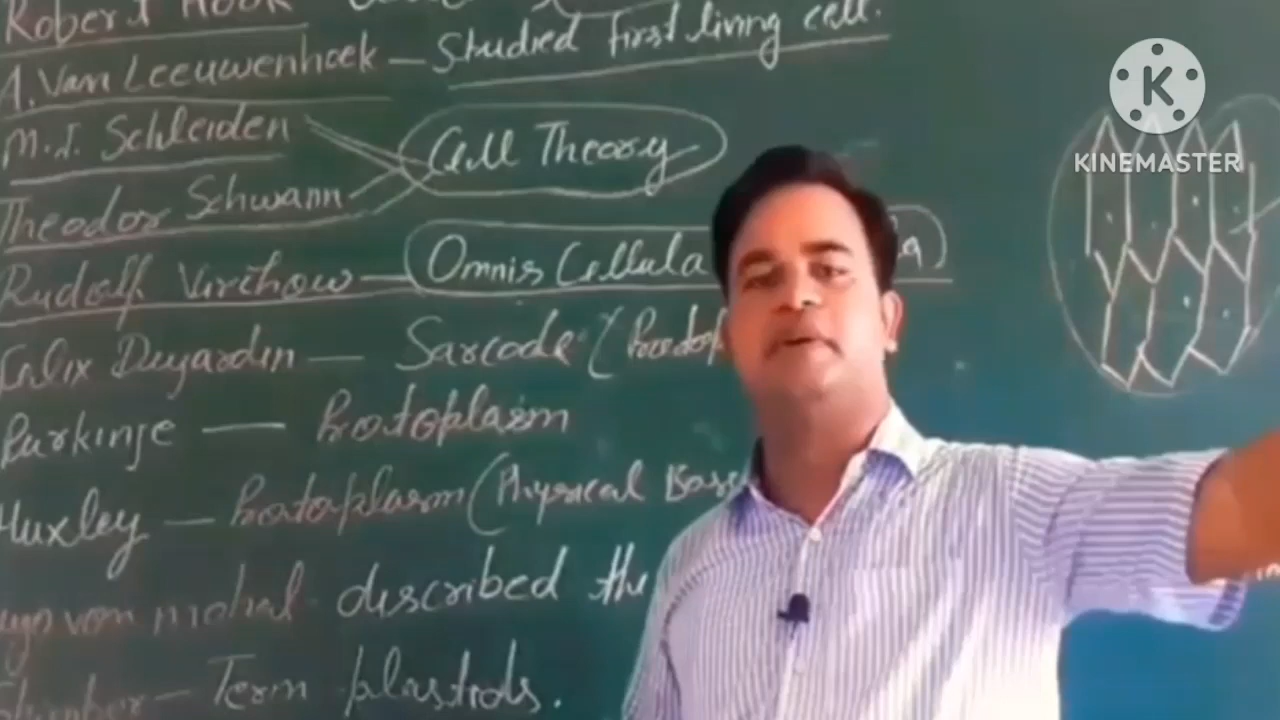 Robert Hook
A. Van Leeuwenhoek – Studied first living cell.
M.J. Schleiden
Cell Theory
Theodor Schwann
Rudolf Virchow – Omnis Cellula
Felix Dujardin – Sarcode (
Purkinje – Protoplasm
Huxley – Protoplasm (Physical
von mohal described the
– Term plastids.
K
KINEMASTER